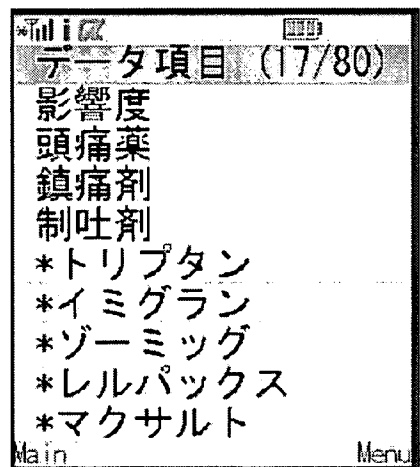 データ項目 (17/80)
影響度
頭痛薬
鎮痛剤
制吐剤
*トリプタン
*イミグラン
*ゾーミッグ
*レルパックス
*マクサルト
Main Menu